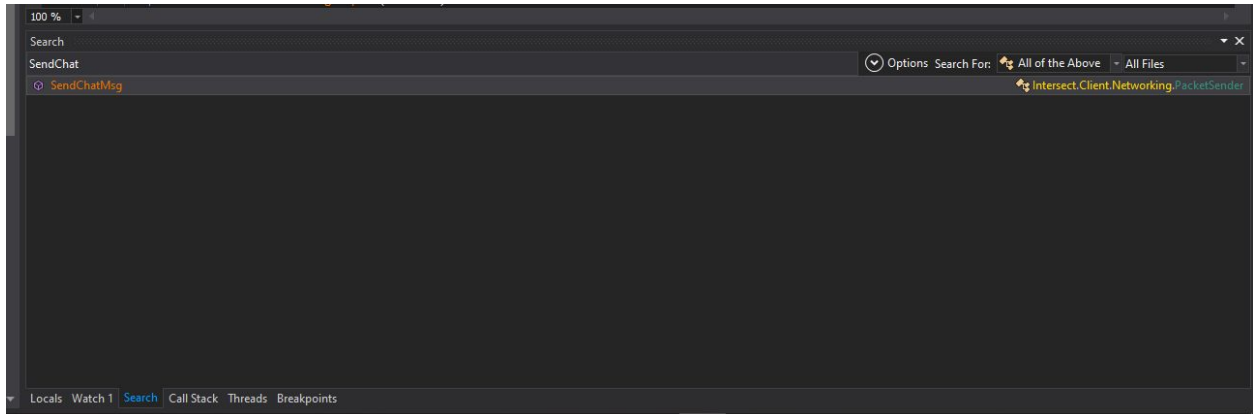 100 %
Search
SendChat Options Search For: All of the Above All Files
SendChatMsg Intersect.Client.Networking.PacketSender
Locals Watch 1 Search Call Stack Threads Breakpoints